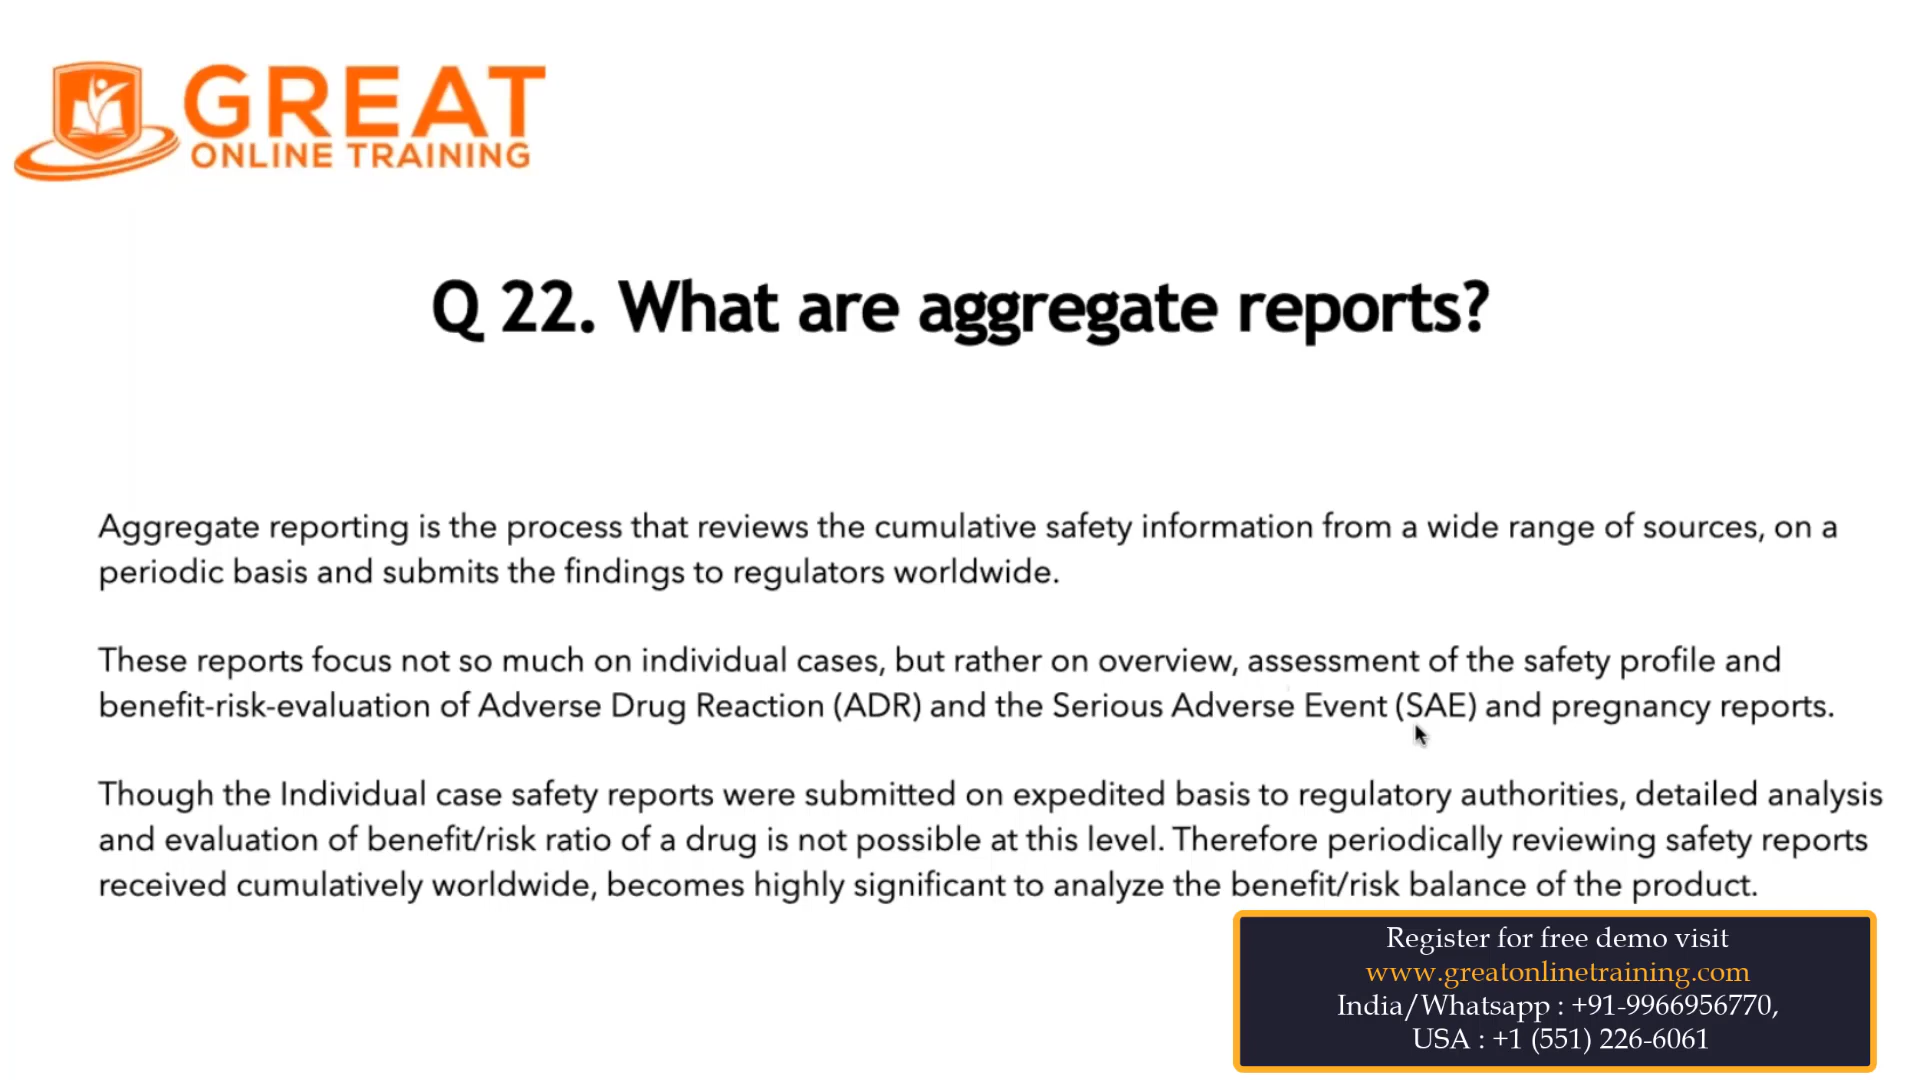 GREAT
ONLINE TRAINING
Q 22. What are aggregate reports?
Aggregate reporting is the process that reviews the cumulative safety information from a wide range of sources, on a
periodic basis and submits the findings to regulators worldwide.
These reports focus not so much on individual cases, but rather on overview, assessment of the safety profile and
benefit-risk-evaluation of Adverse Drug Reaction (ADR) and the Serious Adverse Event (SAE) and pregnancy reports.
Though the Individual case safety reports were submitted on expedited basis to regulatory authorities, detailed analysis
and evaluation of benefit/risk ratio of a drug is not possible at this level. Therefore periodically reviewing safety reports
received cumulatively worldwide, becomes highly significant to analyze the benefit/risk balance of the product.
Register for free demo visit
www.greatonlinetraining.com
India/Whatsapp : +91-9966956770,
USA : +1 (551) 226-6061